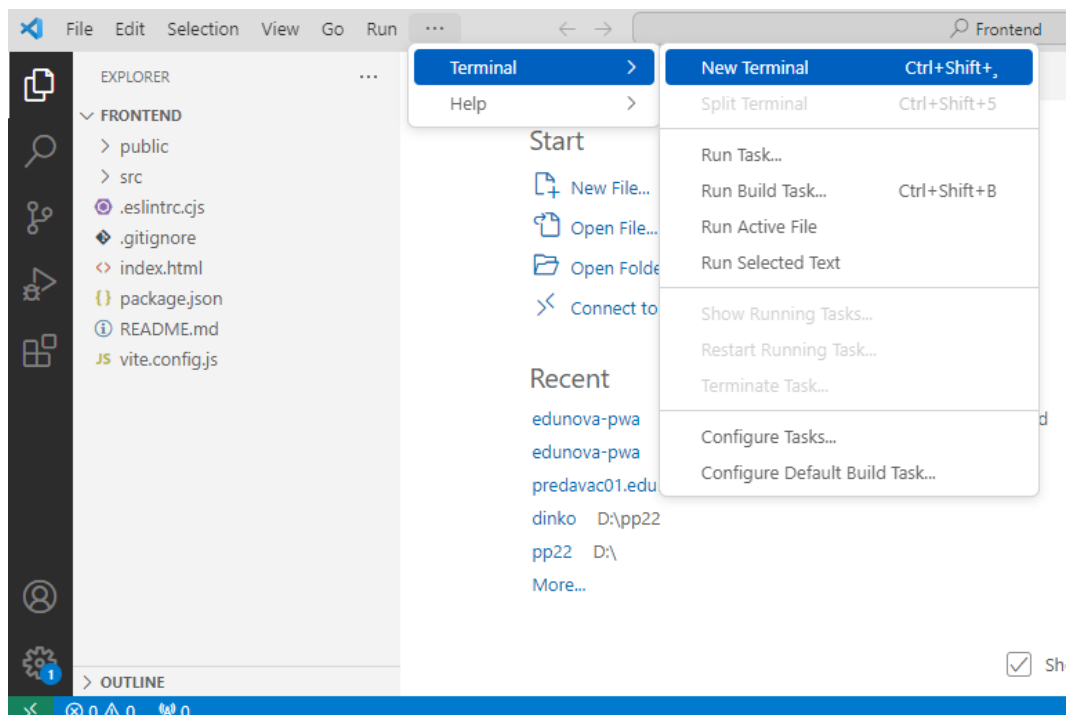 File Edit Selection View Go Run ... Frontend
EXPLORER ...
FRONTEND
public
src
.eslintrc.cjs
.gitignore
index.html
package.json
README.md
JS vite.config.js
OUTLINE
Terminal
Help
New Terminal Ctrl+Shift+¸
Split Terminal Ctrl+Shift+5
Run Task...
Run Build Task... Ctrl+Shift+B
Run Active File
Run Selected Text
Show Running Tasks...
Restart Running Task...
Terminate Task...
Configure Tasks...
Configure Default Build Task...
Start
New File...
Open File...
Open Folde
Connect to
Recent
edunova-pwa d
edunova-pwa
predavac01.edu
dinko D:\pp22
pp22 D:\
More...
Sh
1
0 0 0